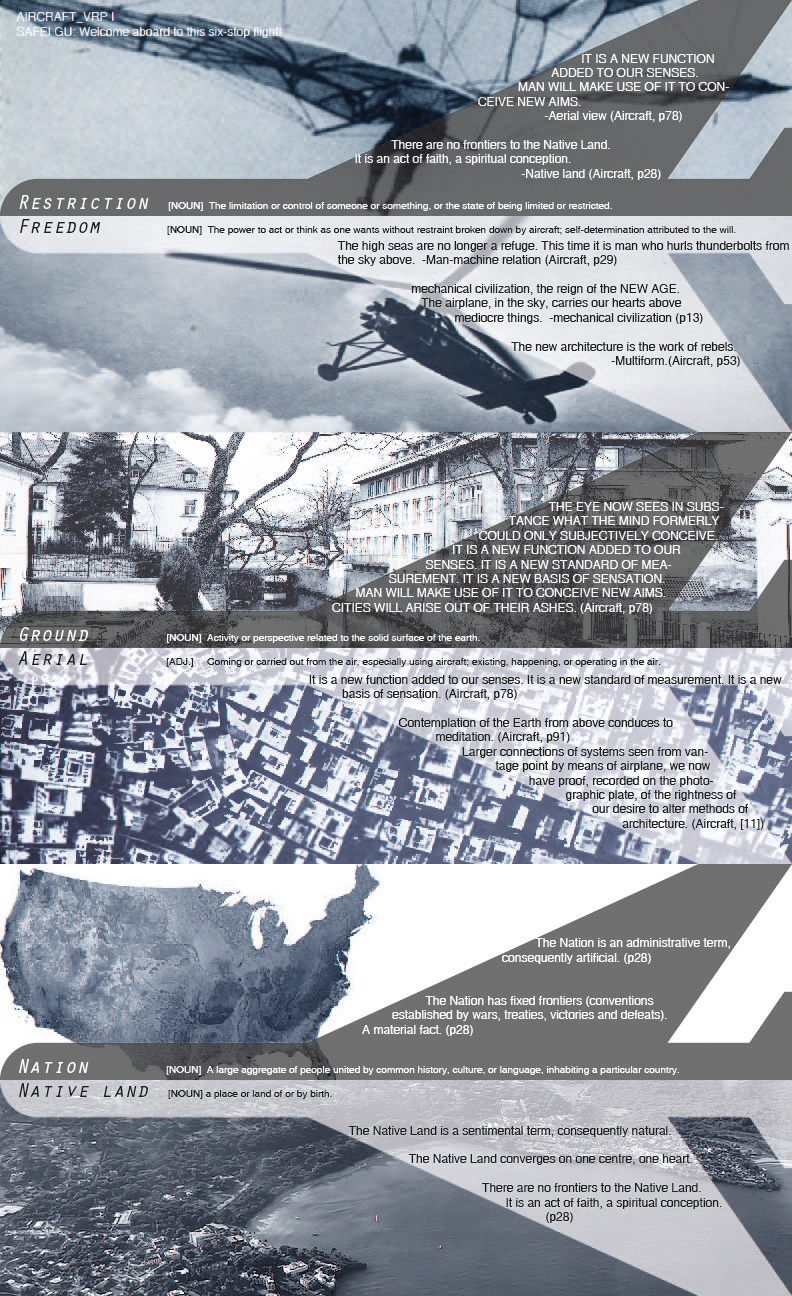 AIRCRAFT_VRP I
SAFEI GU: Welcome aboard to this six-stop flight!
IT IS A NEW FUNCTION
ADDED TO OUR SENSES.
MAN WILL MAKE USE OF IT TO CON-
CEIVE NEW AIMS.
-Aerial view (Aircraft, p78)
There are no frontiers to the Native Land.
It is an act of faith, a spiritual conception.
-Native land (Aircraft, p28)
RESTRICTION [NOUN] The limitation or control of someone or something, or the state of being limited or restricted.
FREEDOM [NOUN] The power to act or think as one wants without restraint broken down by aircraft; self-determination attributed to the will.
The high seas are no longer a refuge. This time it is man who hurls thunderbolts from
the sky above. -Man-machine relation (Aircraft, p29)
mechanical civilization, the reign of the NEW AGE.
The airplane, in the sky, carries our hearts above
mediocre things. -mechanical civilization (p13)
The new architecture is the work of rebels.
-Multiform.(Aircraft, p53)
THE EYE NOW SEES IN SUBS-
TANCE WHAT THE MIND FORMERLY
COULD ONLY SUBJECTIVELY CONCEIVE.
IT IS A NEW FUNCTION ADDED TO OUR
SENSES. IT IS A NEW STANDARD OF MEA-
SUREMENT. IT IS A NEW BASIS OF SENSATION.
MAN WILL MAKE USE OF IT TO CONCEIVE NEW AIMS.
CITIES WILL ARISE OUT OF THEIR ASHES. (Aircraft, p78)
GROUND [NOUN] Activity or perspective related to the solid surface of the earth.
AERIAL [ADJ.] Coming or carried out from the air, especially using aircraft; existing, happening, or operating in the air.
It is a new function added to our senses. It is a new standard of measurement. It is a new
basis of sensation. (Aircraft, p78)
Contemplation of the Earth from above conduces to
meditation. (Aircraft, p91)
Larger connections of systems seen from van-
tage point by means of airplane, we now
have proof, recorded on the photo-
graphic plate, of the rightness of
our desire to alter methods of
architecture. (Aircraft, [11])
The Nation is an administrative term,
consequently artificial. (p28)
The Nation has fixed frontiers (conventions
established by wars, treaties, victories and defeats).
A material fact. (p28)
NATION [NOUN] A large aggregate of people united by common history, culture, or language, inhabiting a particular country.
NATIVE LAND [NOUN] a place or land of or by birth.
The Native Land is a sentimental term, consequently natural.
The Native Land converges on one centre, one heart.
There are no frontiers to the Native Land.
It is an act of faith, a spiritual conception.
(p28)